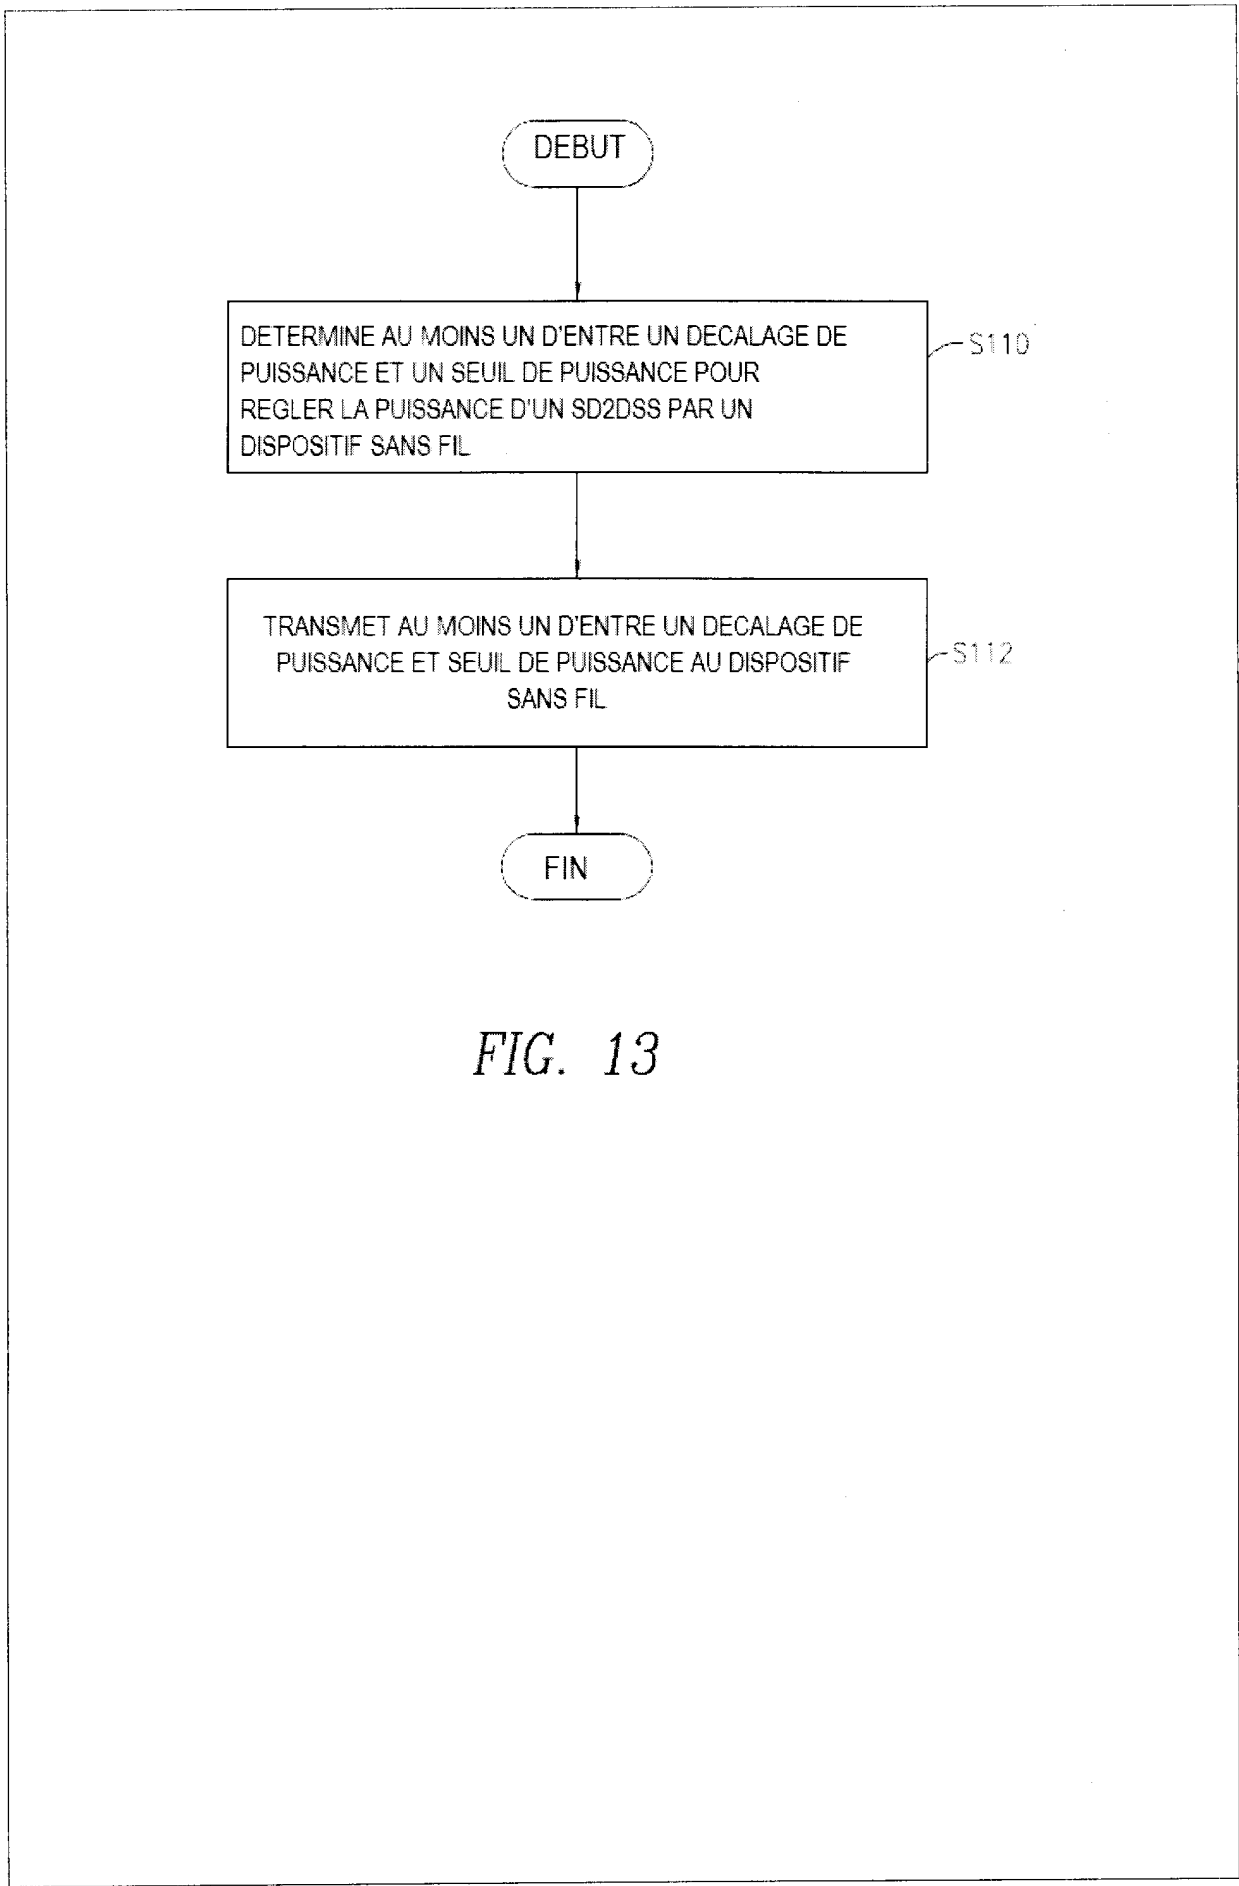 DEBUT
DETERMINE AU MOINS UN D'ENTRE UN DECALAGE DE
PUISSANCE ET UN SEUIL DE PUISSANCE POUR
REGLER LA PUISSANCE D'UN SD2DSS PAR UN
DISPOSITIF SANS FIL
S110
TRANSMET AU MOINS UN D'ENTRE UN DECALAGE DE
PUISSANCE ET SEUIL DE PUISSANCE AU DISPOSITIF
SANS FIL
S112
FIN
FIG. 13